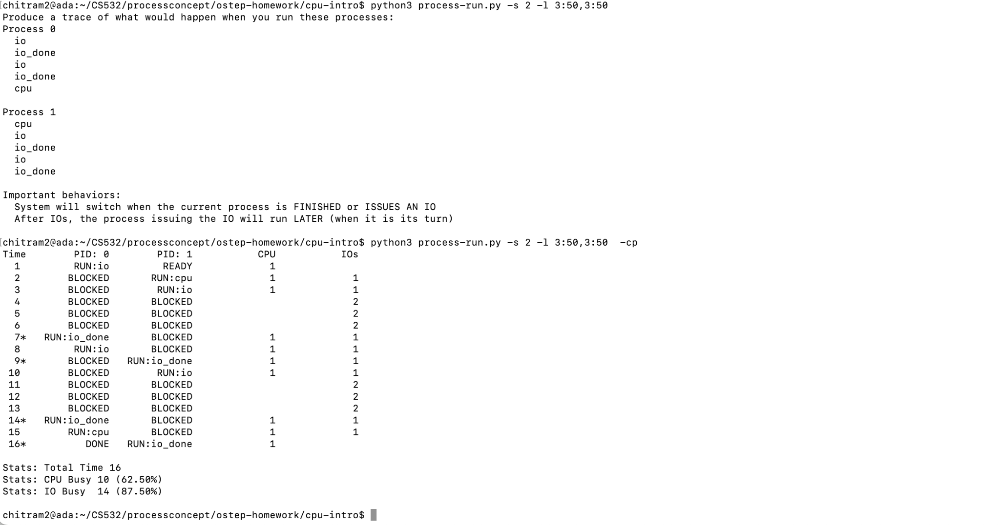 [chitram2@ada:~/CS532/processconcept/ostep-homework/cpu-intro$ python3 process-run.py -s 2 -l 3:50,3:50
Produce a trace of what would happen when you run these processes:
Process 0
  io
  io_done
  io
  io_done
  cpu

Process 1
  cpu
  io
  io_done
  io
  io_done

Important behaviors:
  System will switch when the current process is FINISHED or ISSUES AN IO
  After IOs, the process issuing the IO will run LATER (when it is its turn)

[chitram2@ada:~/CS532/processconcept/ostep-homework/cpu-intro$ python3 process-run.py -s 2 -l 3:50,3:50  -cp
Time        PID: 0        PID: 1           CPU           IOs
  1         RUN:io         READY             1
  2        BLOCKED       RUN:cpu             1             1
  3        BLOCKED        RUN:io             1             1
  4        BLOCKED       BLOCKED                           2
  5        BLOCKED       BLOCKED                           2
  6        BLOCKED       BLOCKED                           2
  7*   RUN:io_done       BLOCKED             1             1
  8         RUN:io       BLOCKED             1             1
  9*       BLOCKED   RUN:io_done             1             1
 10        BLOCKED        RUN:io             1             1
 11        BLOCKED       BLOCKED                           2
 12        BLOCKED       BLOCKED                           2
 13        BLOCKED       BLOCKED                           2
 14*   RUN:io_done       BLOCKED             1             1
 15        RUN:cpu       BLOCKED             1             1
 16*          DONE   RUN:io_done             1

Stats: Total Time 16
Stats: CPU Busy 10 (62.50%)
Stats: IO Busy  14 (87.50%)

chitram2@ada:~/CS532/processconcept/ostep-homework/cpu-intro$